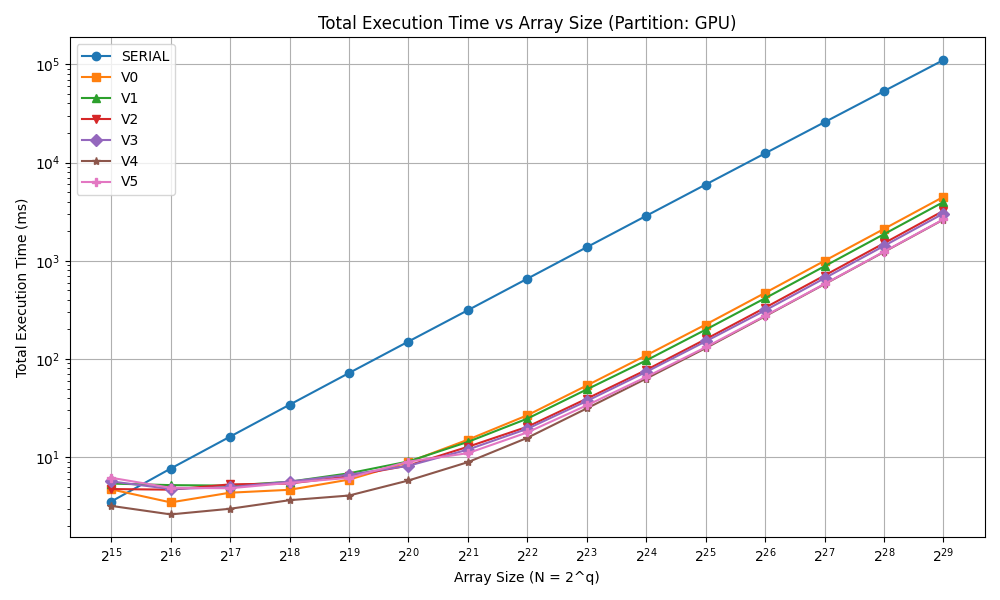 Total Execution Time vs Array Size (Partition: GPU)
SERIAL
V0
V1
V2
V3
V4
V5
Total Execution Time (ms)
10^5
10^4
10^3
10^2
10^1
2^15 2^16 2^17 2^18 2^19 2^20 2^21 2^22 2^23 2^24 2^25 2^26 2^27 2^28 2^29
Array Size (N = 2^q)